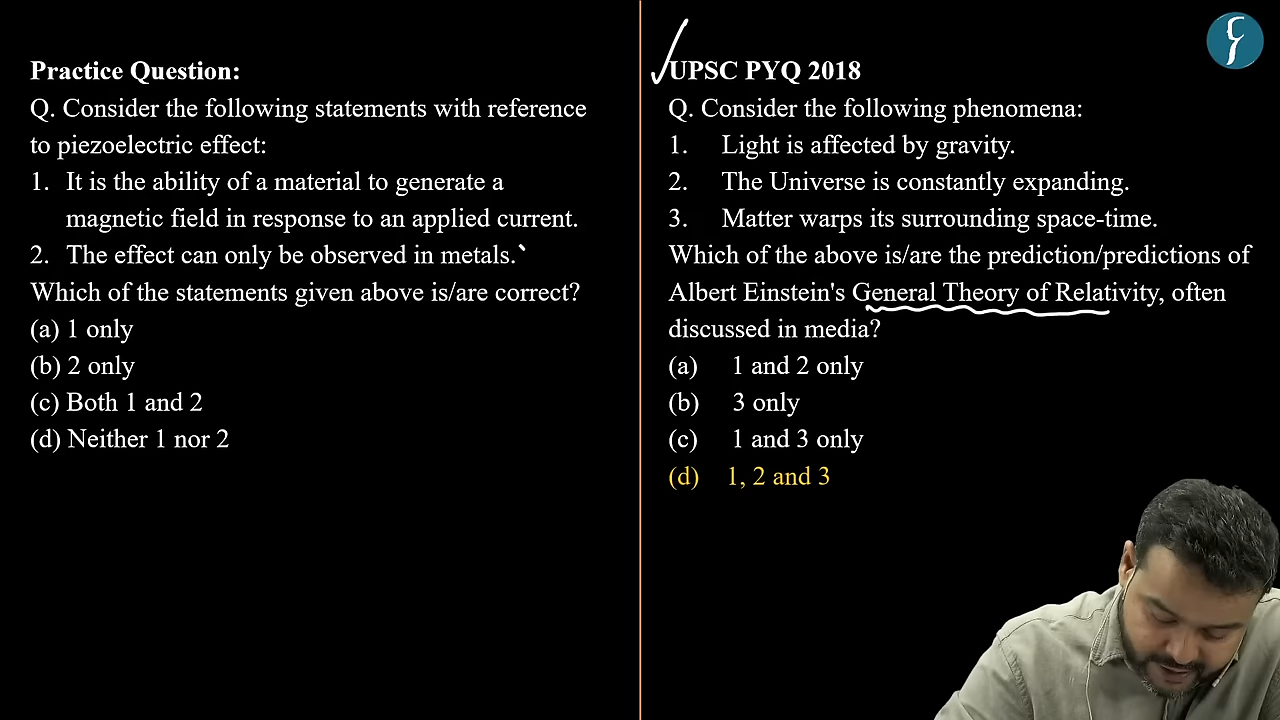 Practice Question:
Q. Consider the following statements with reference
to piezoelectric effect:
1. It is the ability of a material to generate a
magnetic field in response to an applied current.
2. The effect can only be observed in metals.
Which of the statements given above is/are correct?
(a) 1 only
(b) 2 only
(c) Both 1 and 2
(d) Neither 1 nor 2
UPSC PYQ 2018
Q. Consider the following phenomena:
1. Light is affected by gravity.
2. The Universe is constantly expanding.
3. Matter warps its surrounding space-time.
Which of the above is/are the prediction/predictions of
Albert Einstein's General Theory of Relativity, often
discussed in media?
(a) 1 and 2 only
(b) 3 only
(c) 1 and 3 only
(d) 1, 2 and 3